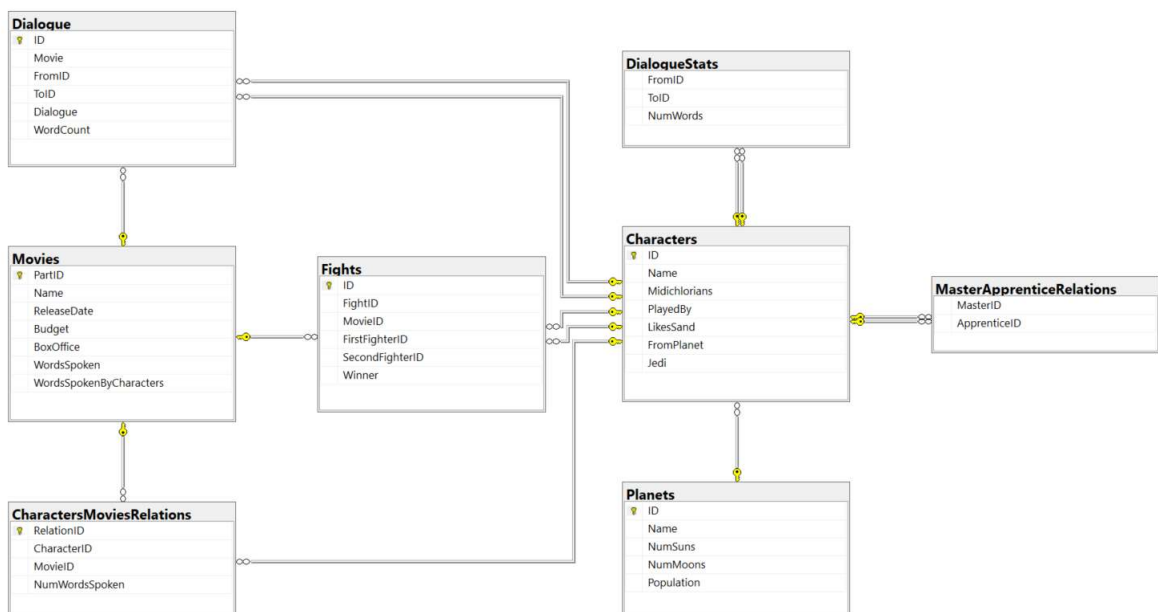 Dialogue
ID
Movie
FromID
ToID
Dialogue
WordCount
DialogueStats
FromID
ToID
NumWords
Movies
PartID
Name
ReleaseDate
Budget
BoxOffice
WordsSpoken
WordsSpokenByCharacters
Fights
ID
FightID
MovieID
FirstFighterID
SecondFighterID
Winner
Characters
ID
Name
Midichlorians
PlayedBy
LikesSand
FromPlanet
Jedi
MasterApprenticeRelations
MasterID
ApprenticeID
CharactersMoviesRelations
RelationID
CharacterID
MovieID
NumWordsSpoken
Planets
ID
Name
NumSuns
NumMoons
Population